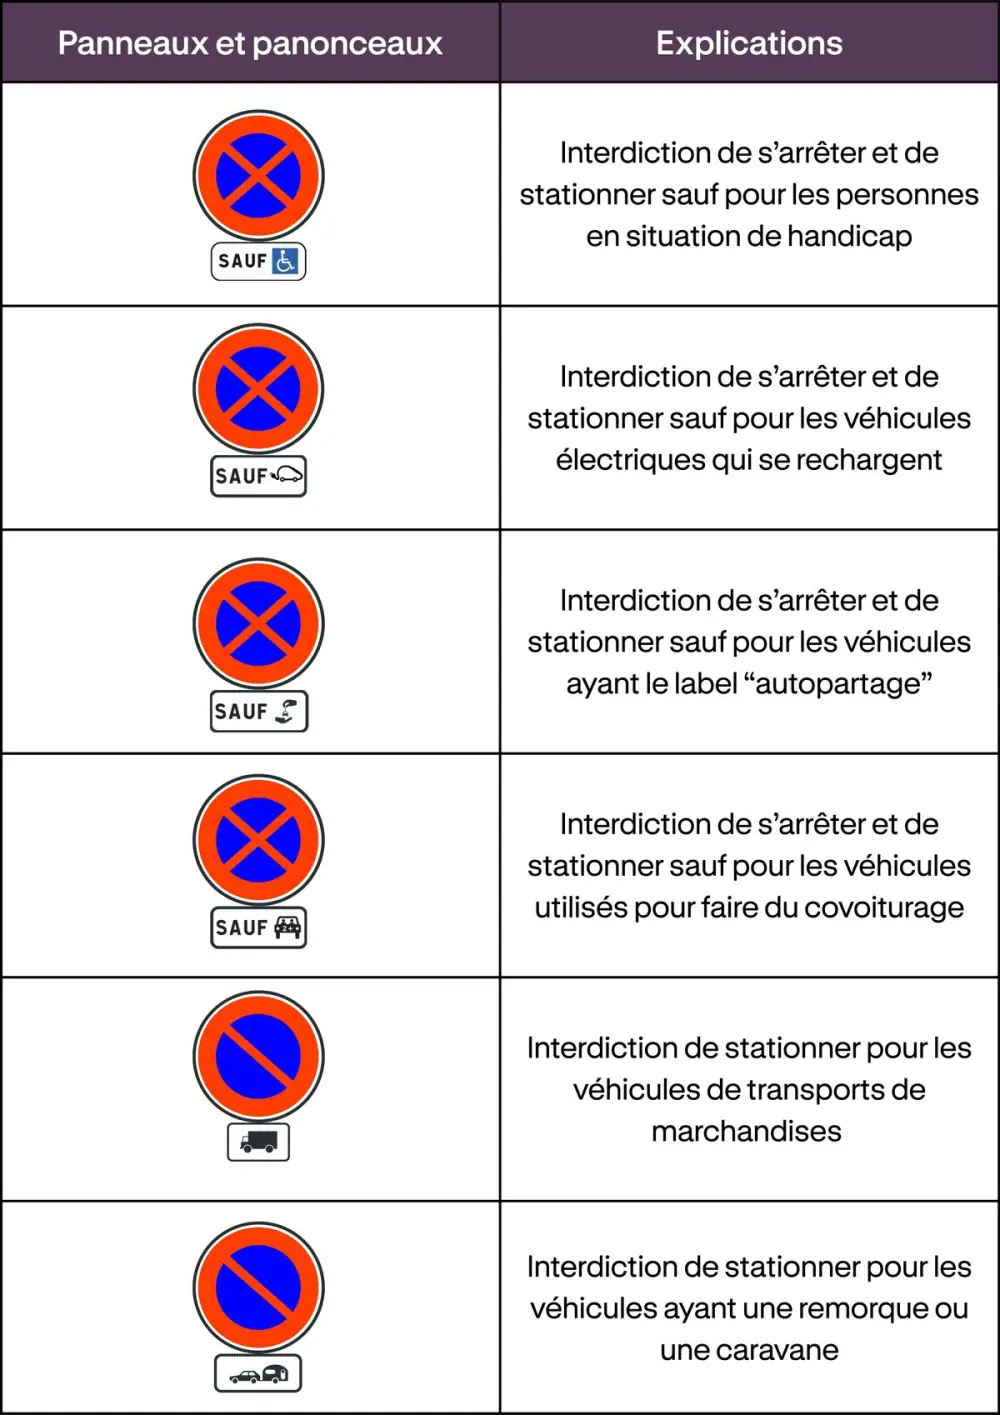 Panneaux et panonceaux
Explications
SAUF
Interdiction de s’arrêter et de
stationner sauf pour les personnes
en situation de handicap
SAUF
Interdiction de s’arrêter et de
stationner sauf pour les véhicules
électriques qui se rechargent
SAUF
Interdiction de s’arrêter et de
stationner sauf pour les véhicules
ayant le label “autopartage”
SAUF 2+
Interdiction de s’arrêter et de
stationner sauf pour les véhicules
utilisés pour faire du covoiturage
Interdiction de stationner pour les
véhicules de transports de
marchandises
Interdiction de stationner pour les
véhicules ayant une remorque ou
une caravane